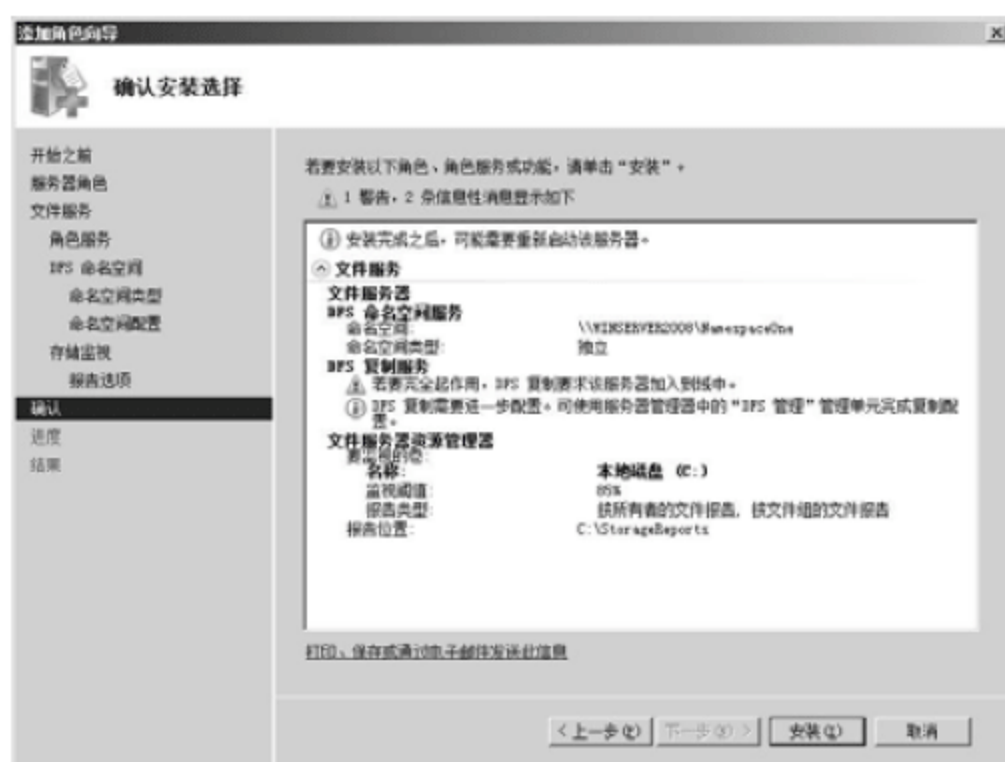 添加角色向导
确认安装选择
开始之前
服务器角色
文件服务
角色服务
DFS 命名空间
命名空间类型
命名空间配置
存储监视
报告选项
确认
进度
结果
若要安装以下角色、角色服务或功能，请单击“安装”。
1 警告，2 条信息性消息显示如下
安装完成之后，可能需要重新启动该服务器。
文件服务
文件服务器
DFS 命名空间服务
命名空间: \\WINSERVER2008\NamespaceOne
命名空间类型: 独立
DFS 复制服务
若要完全起作用，DFS 复制要求该服务器加入到域中。
DFS 复制需要进一步配置。可使用服务器管理器中的“DFS 管理”管理单元完成复制配
置。
文件服务器资源管理器
要监视的卷:
名称: 本地磁盘 (C:)
监视阈值: 85%
报告类型: 按所有者的文件报告, 按文件组的文件报告
报告位置: C:\StorageReports
打印、保存或通过电子邮件发送此信息
< 上一步(P) 下一步(N) > 安装(I) 取消